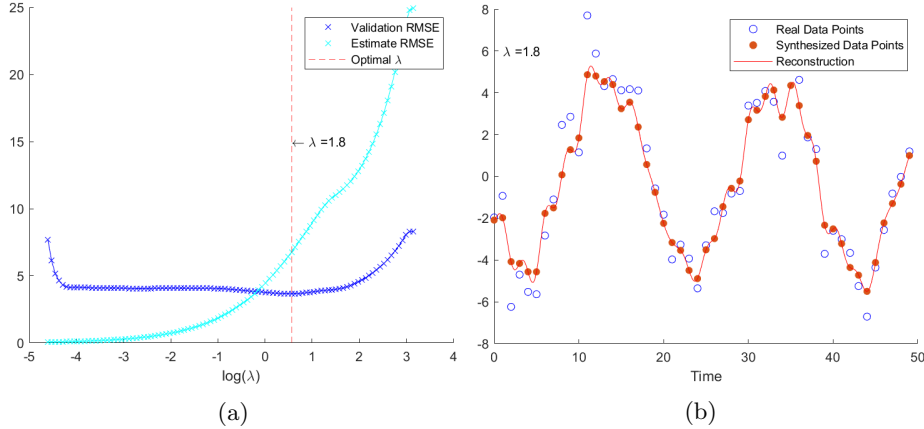 25
20
15
10
5
0
-5
-4
-3
-2
-1
0
1
2
3
4
log(λ)
Validation RMSE
Estimate RMSE
Optimal λ
← λ =1.8
(a)
8
6
4
2
0
-2
-4
-6
-8
0
10
20
30
40
50
Time
λ =1.8
Real Data Points
Synthesized Data Points
Reconstruction
(b)